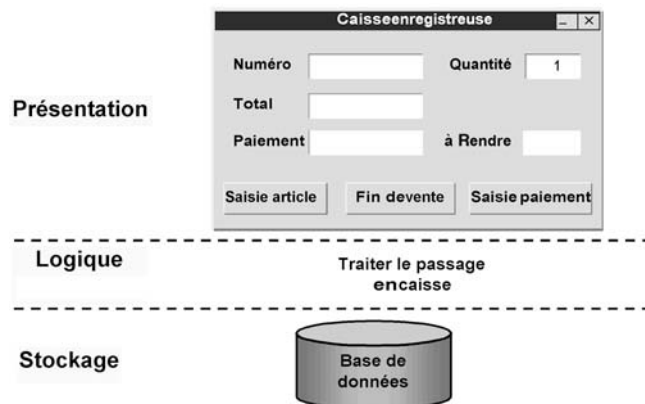 Caisseenregistreuse
Numéro Quantité 1
Total
Présentation
Paiement à Rendre
Saisie article Fin devente Saisie paiement
Logique
Traiter le passage
encaisse
Stockage
Base de
données